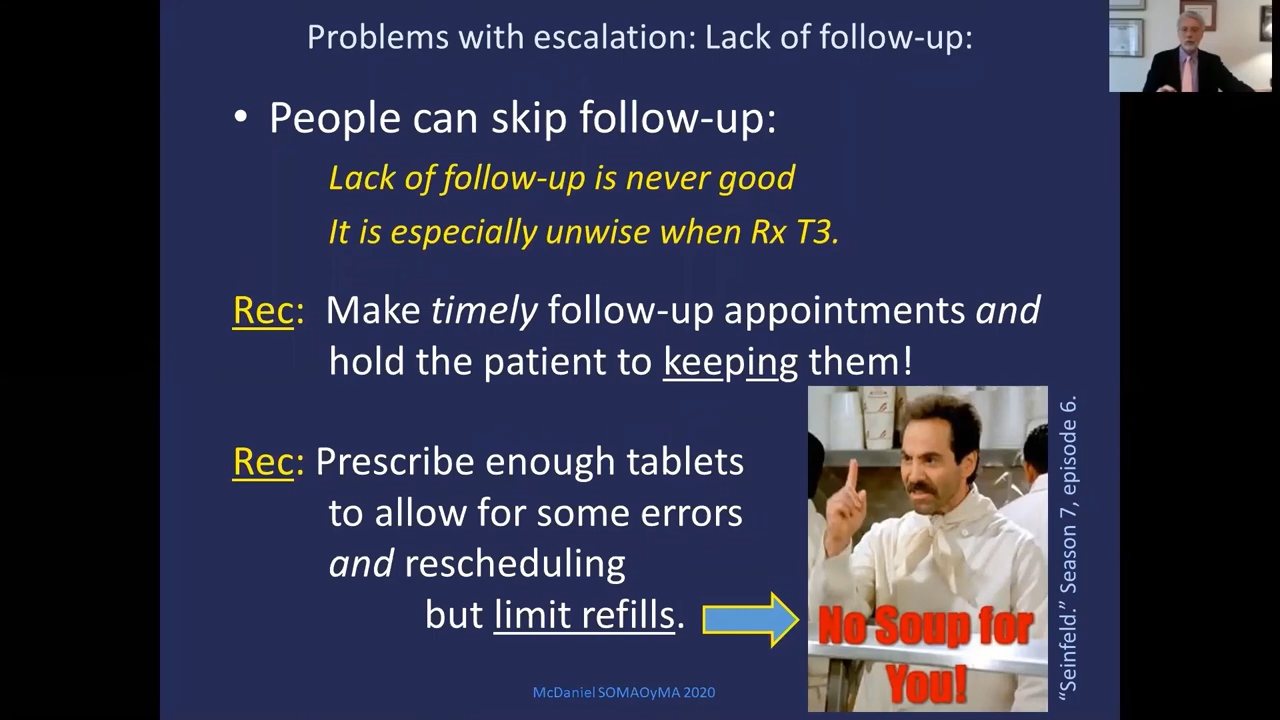 Problems with escalation: Lack of follow-up:
• People can skip follow-up:
Lack of follow-up is never good
It is especially unwise when Rx T3.
Rec: Make timely follow-up appointments and
hold the patient to keeping them!
Rec: Prescribe enough tablets
to allow for some errors
and rescheduling
but limit refills.
No Soup for
You!
“Seinfeld.” Season 7, episode 6.
McDaniel SOMAOyMA 2020